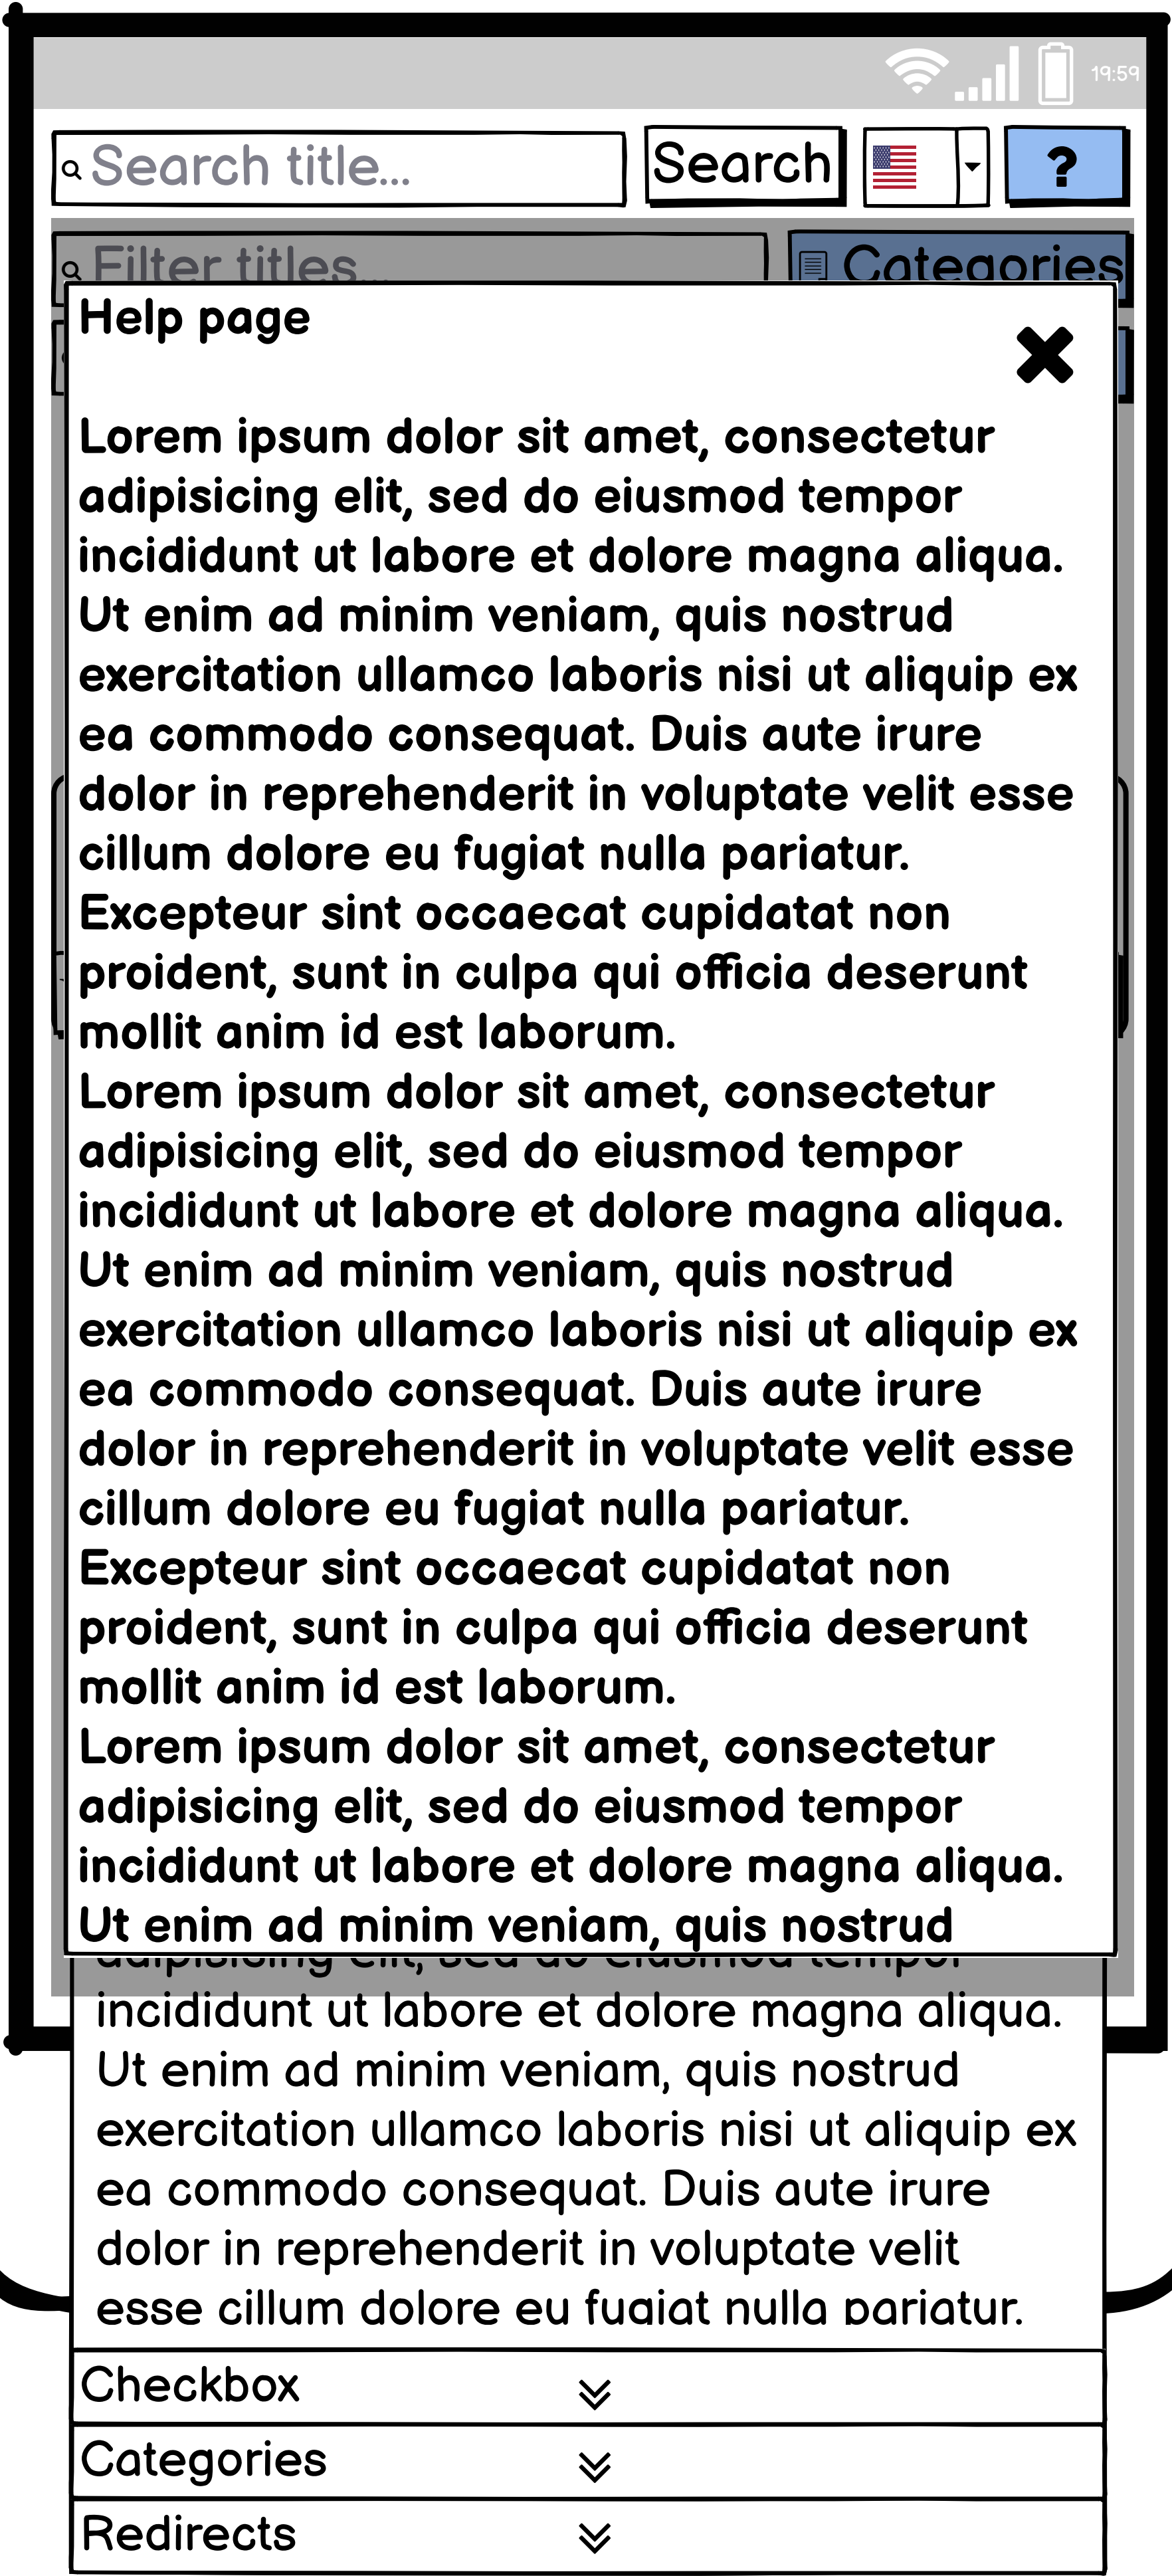 19:59
Search title...
Search
?
Filter titles...
Categories
Help page
Lorem ipsum dolor sit amet, consectetur
adipisicing elit, sed do eiusmod tempor
incididunt ut labore et dolore magna aliqua.
Ut enim ad minim veniam, quis nostrud
exercitation ullamco laboris nisi ut aliquip ex
ea commodo consequat. Duis aute irure
dolor in reprehenderit in voluptate velit esse
cillum dolore eu fugiat nulla pariatur.
Excepteur sint occaecat cupidatat non
proident, sunt in culpa qui officia deserunt
mollit anim id est laborum.
Lorem ipsum dolor sit amet, consectetur
adipisicing elit, sed do eiusmod tempor
incididunt ut labore et dolore magna aliqua.
Ut enim ad minim veniam, quis nostrud
exercitation ullamco laboris nisi ut aliquip ex
ea commodo consequat. Duis aute irure
dolor in reprehenderit in voluptate velit esse
cillum dolore eu fugiat nulla pariatur.
Excepteur sint occaecat cupidatat non
proident, sunt in culpa qui officia deserunt
mollit anim id est laborum.
Lorem ipsum dolor sit amet, consectetur
adipisicing elit, sed do eiusmod tempor
incididunt ut labore et dolore magna aliqua.
Ut enim ad minim veniam, quis nostrud
adipisicing elit, sed do eiusmod tempor
incididunt ut labore et dolore magna aliqua.
Ut enim ad minim veniam, quis nostrud
exercitation ullamco laboris nisi ut aliquip ex
ea commodo consequat. Duis aute irure
dolor in reprehenderit in voluptate velit
esse cillum dolore eu fugiat nulla pariatur.
Checkbox
Categories
Redirects